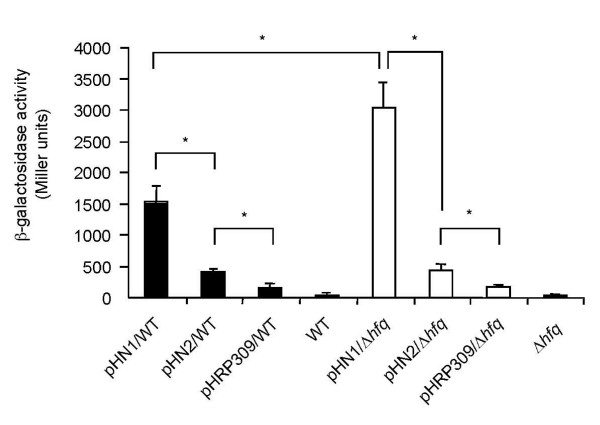 β-galactosidase activity
(Miller units)
4000
3500
3000
2500
2000
1500
1000
500
0
*
*
*
*
*
pHN1/WT
pHN2/WT
pHRP309/WT
WT
pHN1/Δhfq
pHN2/Δhfq
pHRP309/Δhfq
Δhfq